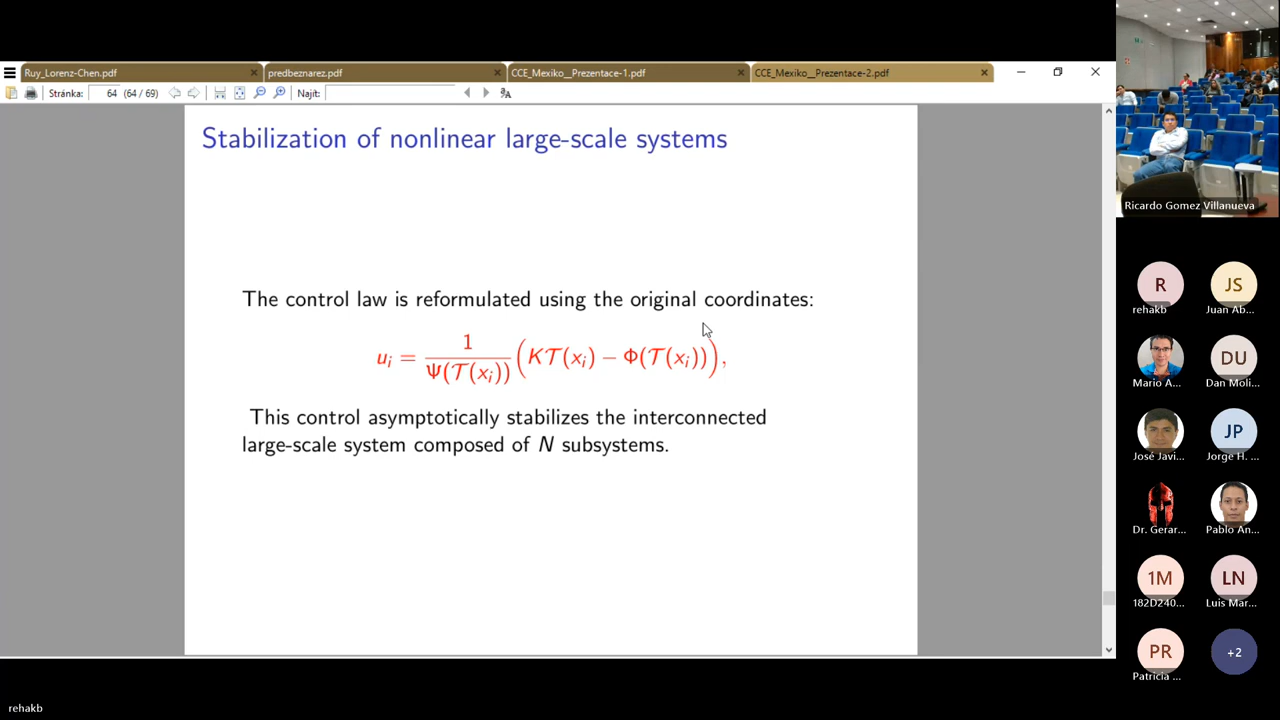 Ruy_Lorenz-Chen.pdf
predbeznarez.pdf
CCE_Mexiko__Prezentace-1.pdf
CCE_Mexiko__Prezentace-2.pdf
Stránka: 64 (64 / 69)
Najít:
Stabilization of nonlinear large-scale systems
The control law is reformulated using the original coordinates:
u_i = 1/Ψ(𝒯(x_i)) (K𝒯(x_i) − Φ(𝒯(x_i))),
This control asymptotically stabilizes the interconnected
large-scale system composed of N subsystems.
Ricardo Gomez Villanueva
R
JS
rehakb
Juan Ab...
DU
Mario A...
Dan Moli...
JP
José Javi...
Jorge H. ...
Dr. Gerar...
Pablo An...
1M
LN
182D240...
Luis Mar...
PR
+2
Patricia ...
rehakb